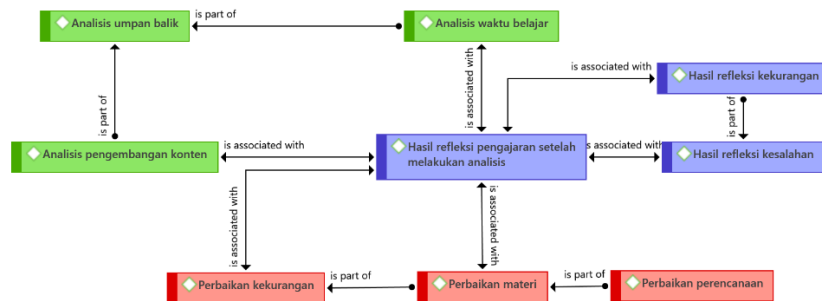 is part of
Analisis umpan balik
Analisis waktu belajar
is part of
is associated with
is associated with
Hasil refleksi kekurangan
is part of
is associated with
Hasil refleksi pengajaran setelah
melakukan analisis
is associated with
Analisis pengembangan konten
Hasil refleksi kesalahan
is associated with
is associated with
is part of
is part of
Perbaikan kekurangan
Perbaikan materi
Perbaikan perencanaan